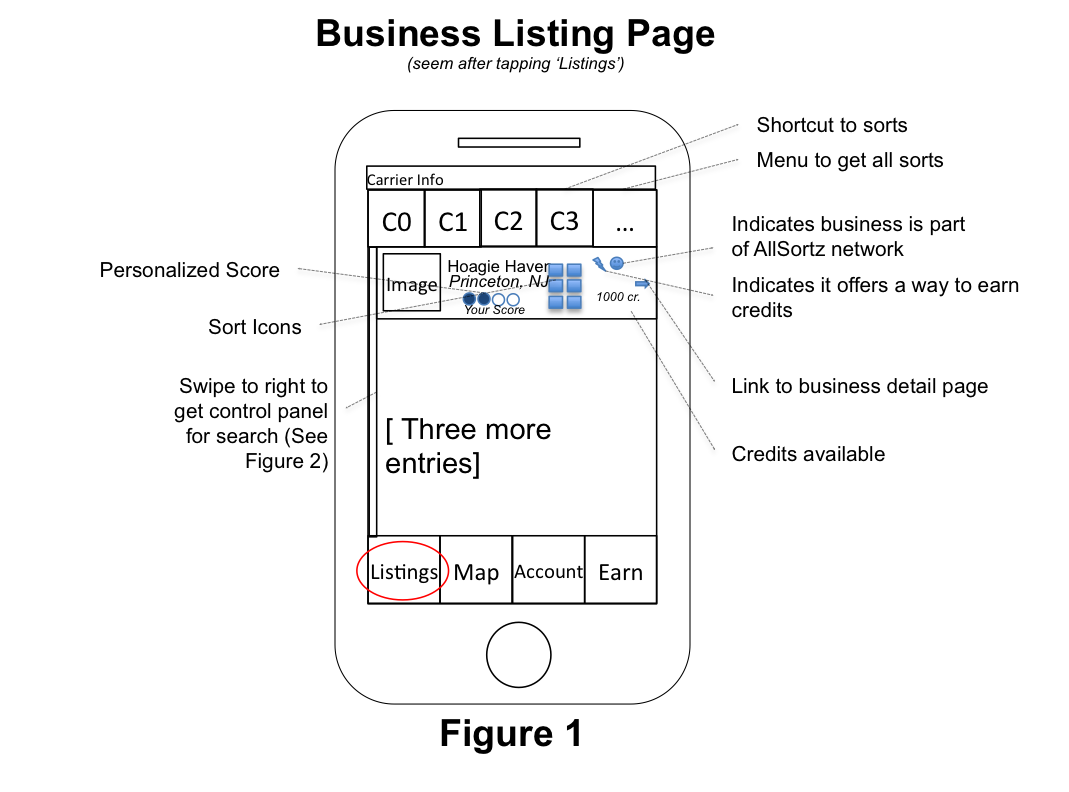 Business Listing Page
(seem after tapping ‘Listings’)
Shortcut to sorts
Menu to get all sorts
Carrier Info
C0 C1 C2 C3 ...
Indicates business is part
of AllSortz network
Personalized Score
Image
Hoagie Haven
Princeton, NJ
Your Score
1000 cr.
Indicates it offers a way to earn
credits
Sort Icons
Swipe to right to
get control panel
for search (See
Figure 2)
Link to business detail page
[ Three more
entries]
Credits available
Listings Map Account Earn
Figure 1